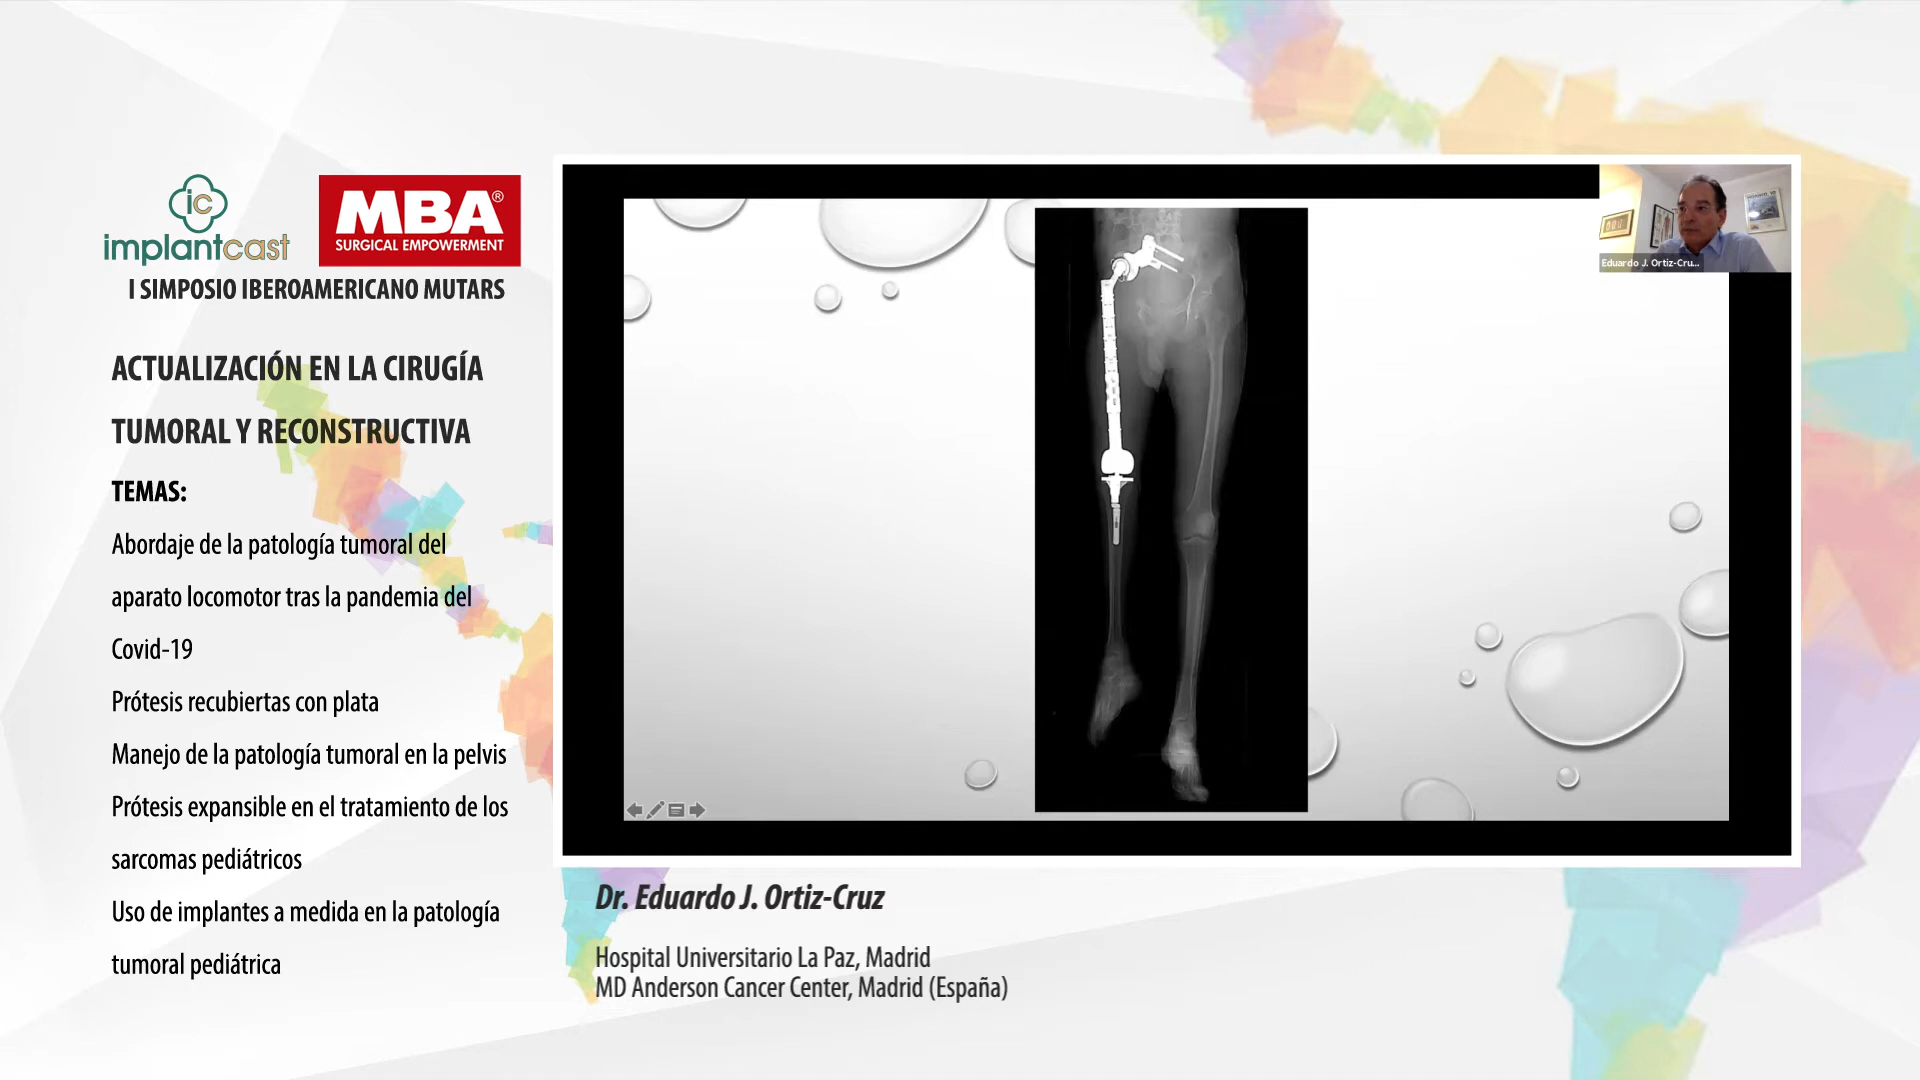 ic
implantcast
MBA®
SURGICAL EMPOWERMENT
I SIMPOSIO IBEROAMERICANO MUTARS
ACTUALIZACIÓN EN LA CIRUGÍA
TUMORAL Y RECONSTRUCTIVA
TEMAS:
Abordaje de la patología tumoral del
aparato locomotor tras la pandemia del
Covid-19
Prótesis recubiertas con plata
Manejo de la patología tumoral en la pelvis
Prótesis expansible en el tratamiento de los
sarcomas pediátricos
Uso de implantes a medida en la patología
tumoral pediátrica
Eduardo J. Ortiz-Cru...
Dr. Eduardo J. Ortiz-Cruz
Hospital Universitario La Paz, Madrid
MD Anderson Cancer Center, Madrid (España)